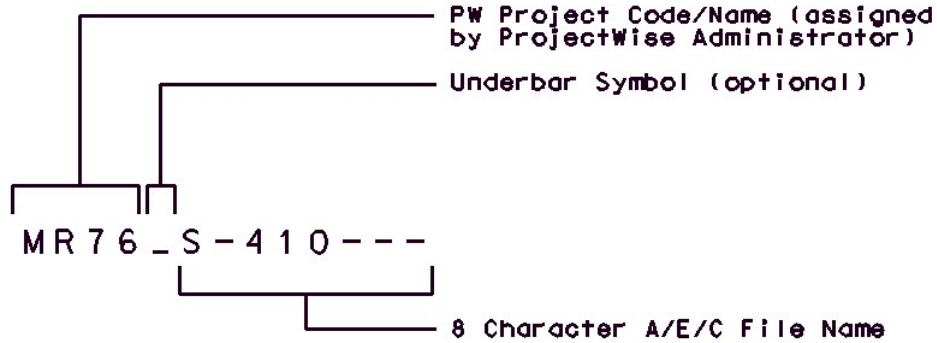 PW Project Code/Name (assigned
by ProjectWise Administrator)
Underbar Symbol (optional)
MR76_S-410---
8 Character A/E/C File Name